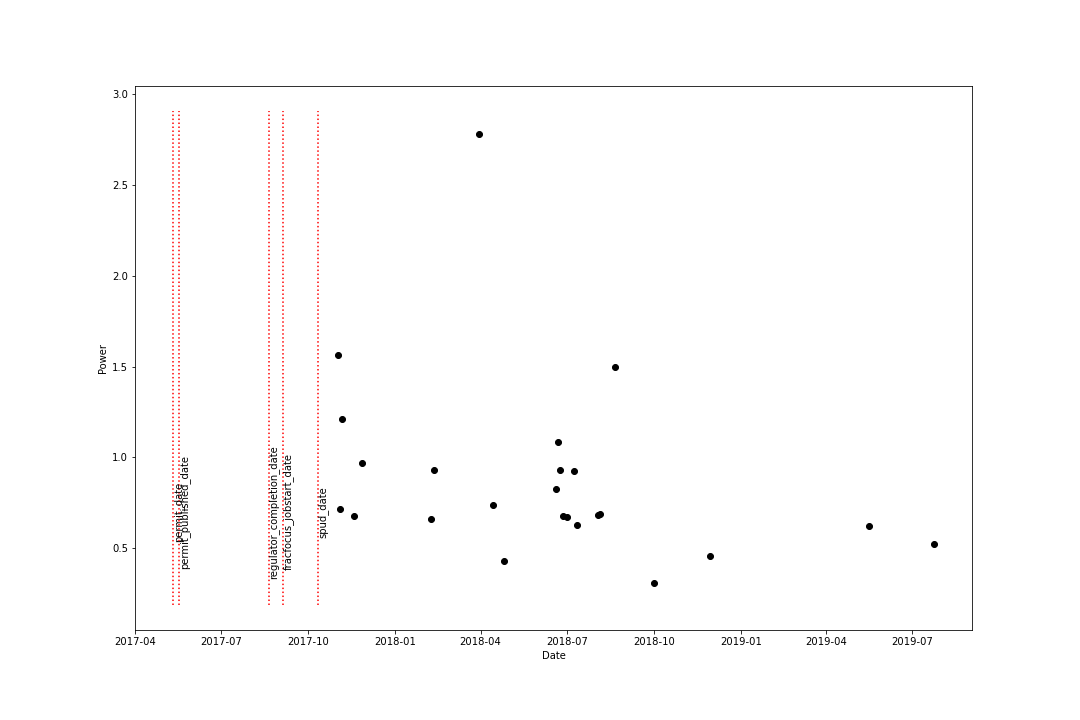 3.0
2.5
2.0
1.5
1.0
0.5
Power
permit_date
permit_published_date
regulator_completion_date
fracfocus_jobstart_date
spud_date
2017-04 2017-07 2017-10 2018-01 2018-04 2018-07 2018-10 2019-01 2019-04 2019-07
Date